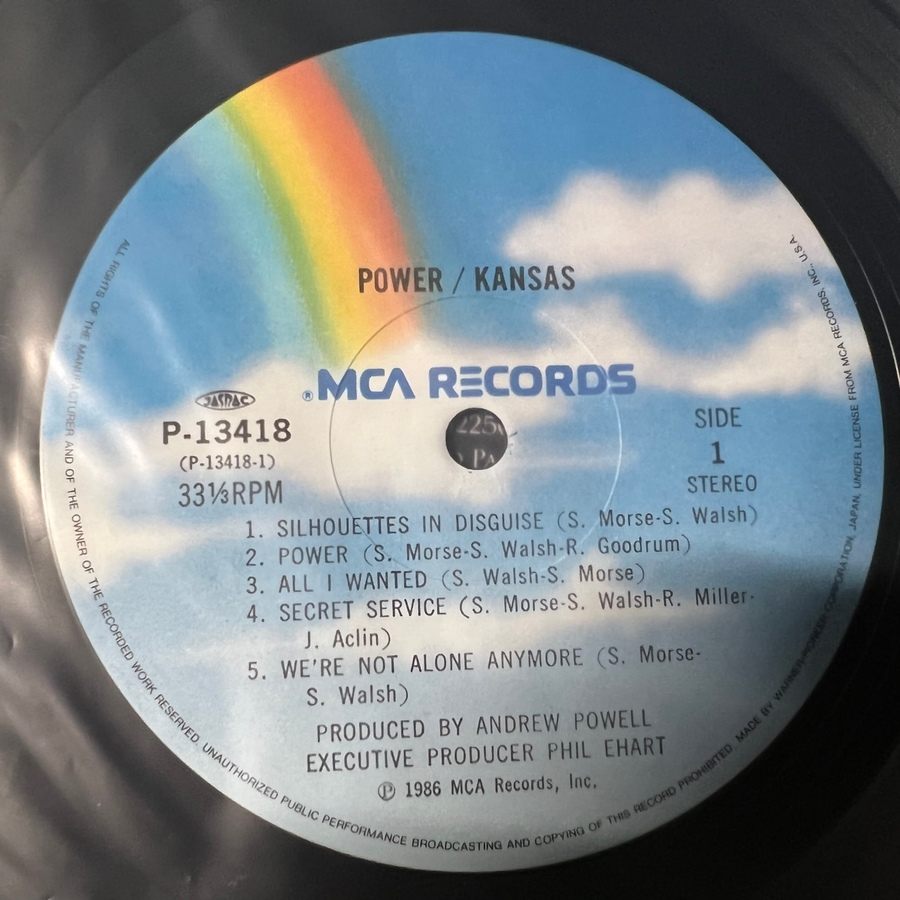 POWER / KANSAS
®MCA RECORDS
JASRAC
P-13418
(P-13418-1)
33⅓RPM
SIDE
1
STEREO
1. SILHOUETTES IN DISGUISE (S. Morse-S. Walsh)
2. POWER (S. Morse-S. Walsh-R. Goodrum)
3. ALL I WANTED (S. Walsh-S. Morse)
4. SECRET SERVICE (S. Morse-S. Walsh-R. Miller-
J. Aclin)
5. WE'RE NOT ALONE ANYMORE (S. Morse-
S. Walsh)
PRODUCED BY ANDREW POWELL
EXECUTIVE PRODUCER PHIL EHART
℗ 1986 MCA Records, Inc.
ALL RIGHTS OF THE MANUFACTURER AND OF THE OWNER OF THE RECORDED WORK RESERVED. UNAUTHORIZED PUBLIC PERFORMANCE BROADCASTING AND COPYING OF THIS RECORD PROHIBITED. MADE BY WARNER-PIONEER CORPORATION, JAPAN, UNDER LICENSE FROM MCA RECORDS, INC., U.S.A.